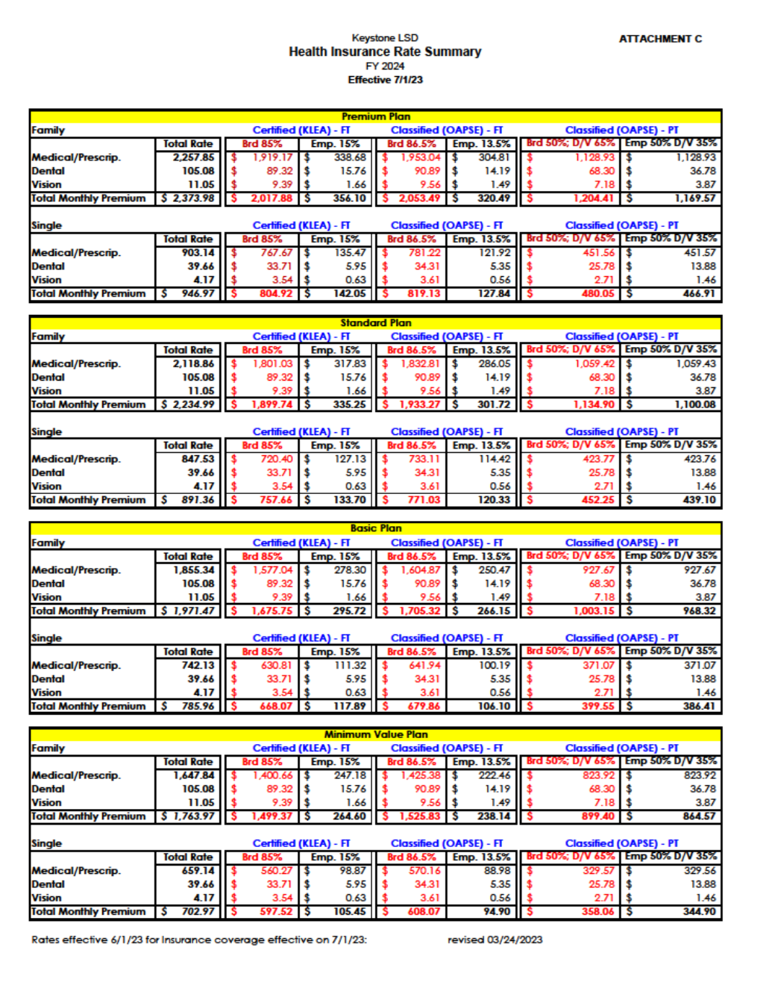 Keystone LSD
ATTACHMENT C
Health Insurance Rate Summary
FY 2024
Effective 7/1/23
Premium Plan
Family Certified (KLEA) - FT Classified (OAPSE) - FT Classified (OAPSE) - PT
Total Rate Brd 85% Emp. 15% Brd 86.5% Emp. 13.5% Brd 50%; D/V 65% Emp 50% D/V 35%
Medical/Prescrip. 2,257.85 $ 1,919.17 $ 338.68 $ 1,953.04 $ 304.81 $ 1,128.93 $ 1,128.93
Dental 105.08 $ 89.32 $ 15.76 $ 90.89 $ 14.19 $ 68.30 $ 36.78
Vision 11.05 $ 9.39 $ 1.66 $ 9.56 $ 1.49 $ 7.18 $ 3.87
Total Monthly Premium $ 2,373.98 $ 2,017.88 $ 356.10 $ 2,053.49 $ 320.49 $ 1,204.41 $ 1,169.57
Single Certified (KLEA) - FT Classified (OAPSE) - FT Classified (OAPSE) - PT
Total Rate Brd 85% Emp. 15% Brd 86.5% Emp. 13.5% Brd 50%; D/V 65% Emp 50% D/V 35%
Medical/Prescrip. 903.14 $ 767.67 $ 135.47 $ 781.22 121.92 $ 451.56 $ 451.57
Dental 39.66 $ 33.71 $ 5.95 $ 34.31 5.35 $ 25.78 $ 13.88
Vision 4.17 $ 3.54 $ 0.63 $ 3.61 0.56 $ 2.71 $ 1.46
Total Monthly Premium $ 946.97 $ 804.92 $ 142.05 $ 819.13 127.84 $ 480.05 $ 466.91
Standard Plan
Family Certified (KLEA) - FT Classified (OAPSE) - FT Classified (OAPSE) - PT
Total Rate Brd 85% Emp. 15% Brd 86.5% Emp. 13.5% Brd 50%; D/V 65% Emp 50% D/V 35%
Medical/Prescrip. 2,118.86 $ 1,801.03 $ 317.83 $ 1,832.81 $ 286.05 $ 1,059.42 $ 1,059.43
Dental 105.08 $ 89.32 $ 15.76 $ 90.89 $ 14.19 $ 68.30 $ 36.78
Vision 11.05 $ 9.39 $ 1.66 $ 9.56 $ 1.49 $ 7.18 $ 3.87
Total Monthly Premium $ 2,234.99 $ 1,899.74 $ 335.25 $ 1,933.27 $ 301.72 $ 1,134.90 $ 1,100.08
Single Certified (KLEA) - FT Classified (OAPSE) - FT Classified (OAPSE) - PT
Total Rate Brd 85% Emp. 15% Brd 86.5% Emp. 13.5% Brd 50%; D/V 65% Emp 50% D/V 35%
Medical/Prescrip. 847.53 $ 720.40 $ 127.13 $ 733.11 114.42 $ 423.77 $ 423.76
Dental 39.66 $ 33.71 $ 5.95 $ 34.31 5.35 $ 25.78 $ 13.88
Vision 4.17 $ 3.54 $ 0.63 $ 3.61 0.56 $ 2.71 $ 1.46
Total Monthly Premium $ 891.36 $ 757.66 $ 133.70 $ 771.03 120.33 $ 452.25 $ 439.10
Basic Plan
Family Certified (KLEA) - FT Classified (OAPSE) - FT Classified (OAPSE) - PT
Total Rate Brd 85% Emp. 15% Brd 86.5% Emp. 13.5% Brd 50%; D/V 65% Emp 50% D/V 35%
Medical/Prescrip. 1,855.34 $ 1,577.04 $ 278.30 $ 1,604.87 $ 250.47 $ 927.67 $ 927.67
Dental 105.08 $ 89.32 $ 15.76 $ 90.89 $ 14.19 $ 68.30 $ 36.78
Vision 11.05 $ 9.39 $ 1.66 $ 9.56 $ 1.49 $ 7.18 $ 3.87
Total Monthly Premium $ 1,971.47 $ 1,675.75 $ 295.72 $ 1,705.32 $ 266.15 $ 1,003.15 $ 968.32
Single Certified (KLEA) - FT Classified (OAPSE) - FT Classified (OAPSE) - PT
Total Rate Brd 85% Emp. 15% Brd 86.5% Emp. 13.5% Brd 50%; D/V 65% Emp 50% D/V 35%
Medical/Prescrip. 742.13 $ 630.81 $ 111.32 $ 641.94 100.19 $ 371.07 $ 371.07
Dental 39.66 $ 33.71 $ 5.95 $ 34.31 5.35 $ 25.78 $ 13.88
Vision 4.17 $ 3.54 $ 0.63 $ 3.61 0.56 $ 2.71 $ 1.46
Total Monthly Premium $ 785.96 $ 668.07 $ 117.89 $ 679.86 106.10 $ 399.55 $ 386.41
Minimum Value Plan
Family Certified (KLEA) - FT Classified (OAPSE) - FT Classified (OAPSE) - PT
Total Rate Brd 85% Emp. 15% Brd 86.5% Emp. 13.5% Brd 50%; D/V 65% Emp 50% D/V 35%
Medical/Prescrip. 1,647.84 $ 1,400.66 $ 247.18 $ 1,425.38 $ 222.46 $ 823.92 $ 823.92
Dental 105.08 $ 89.32 $ 15.76 $ 90.89 $ 14.19 $ 68.30 $ 36.78
Vision 11.05 $ 9.39 $ 1.66 $ 9.56 $ 1.49 $ 7.18 $ 3.87
Total Monthly Premium $ 1,763.97 $ 1,499.37 $ 264.60 $ 1,525.83 $ 238.14 $ 899.40 $ 864.57
Single Certified (KLEA) - FT Classified (OAPSE) - FT Classified (OAPSE) - PT
Total Rate Brd 85% Emp. 15% Brd 86.5% Emp. 13.5% Brd 50%; D/V 65% Emp 50% D/V 35%
Medical/Prescrip. 659.14 $ 560.27 $ 98.87 $ 570.16 88.98 $ 329.57 $ 329.56
Dental 39.66 $ 33.71 $ 5.95 $ 34.31 5.35 $ 25.78 $ 13.88
Vision 4.17 $ 3.54 $ 0.63 $ 3.61 0.56 $ 2.71 $ 1.46
Total Monthly Premium $ 702.97 $ 597.52 $ 105.45 $ 608.07 94.90 $ 358.06 $ 344.90
Rates effective 6/1/23 for Insurance coverage effective on 7/1/23: revised 03/24/2023